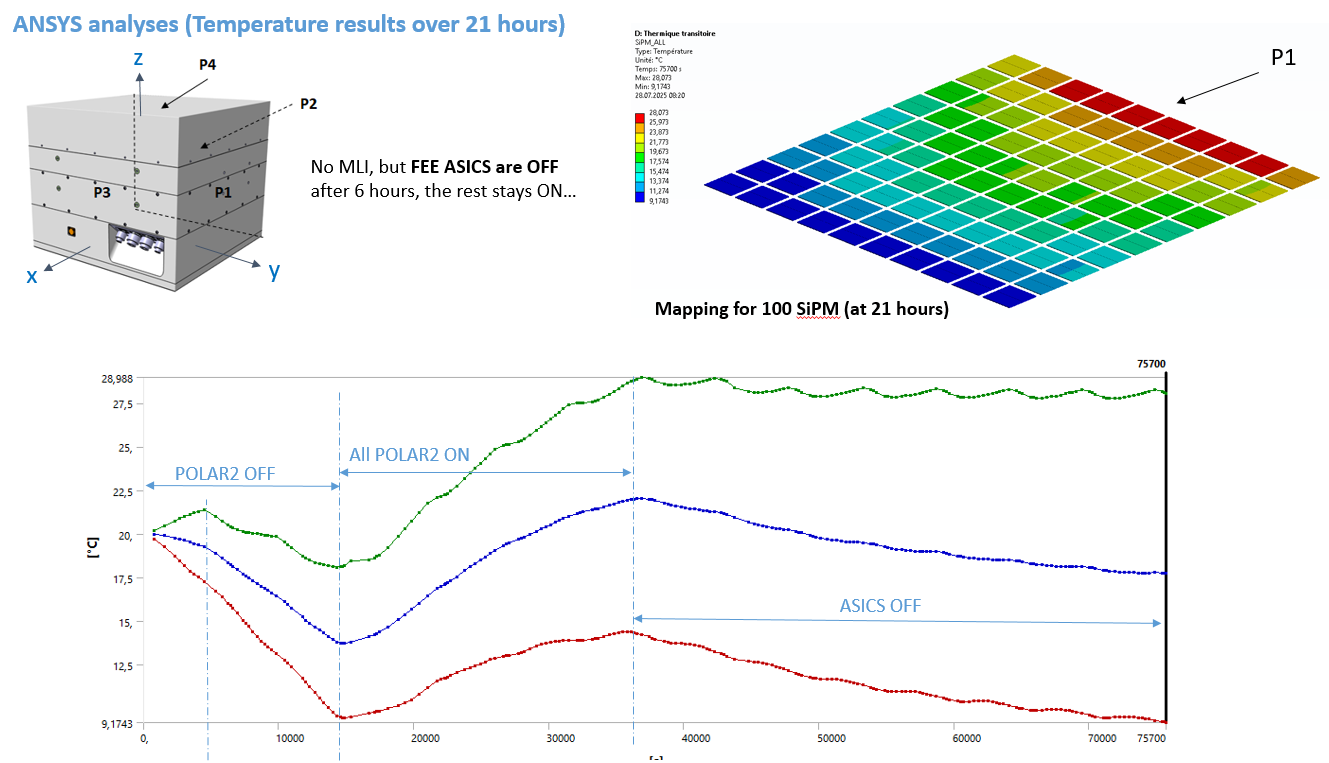 ANSYS analyses (Temperature results over 21 hours)
Z
P4
P2
P3
P1
x
y
No MLI, but FEE ASICS are OFF
after 6 hours, the rest stays ON...
D: Thermique transitoire
SiPM_ALL
Type: Température
Unité: °C
Temps: 75700 s
Max: 28,073
Min: 9,1743
28.07.2025 08:20
28,073
25,973
23,873
21,773
19,673
17,574
15,474
13,374
11,274
9,1743
P1
Mapping for 100 SiPM (at 21 hours)
75700
28,988
27,5
25,
22,5
20,
17,5
15,
12,5
9,1743
[°C]
POLAR2 OFF
All POLAR2 ON
ASICS OFF
0,
10000
20000
30000
40000
50000
60000
70000
75700